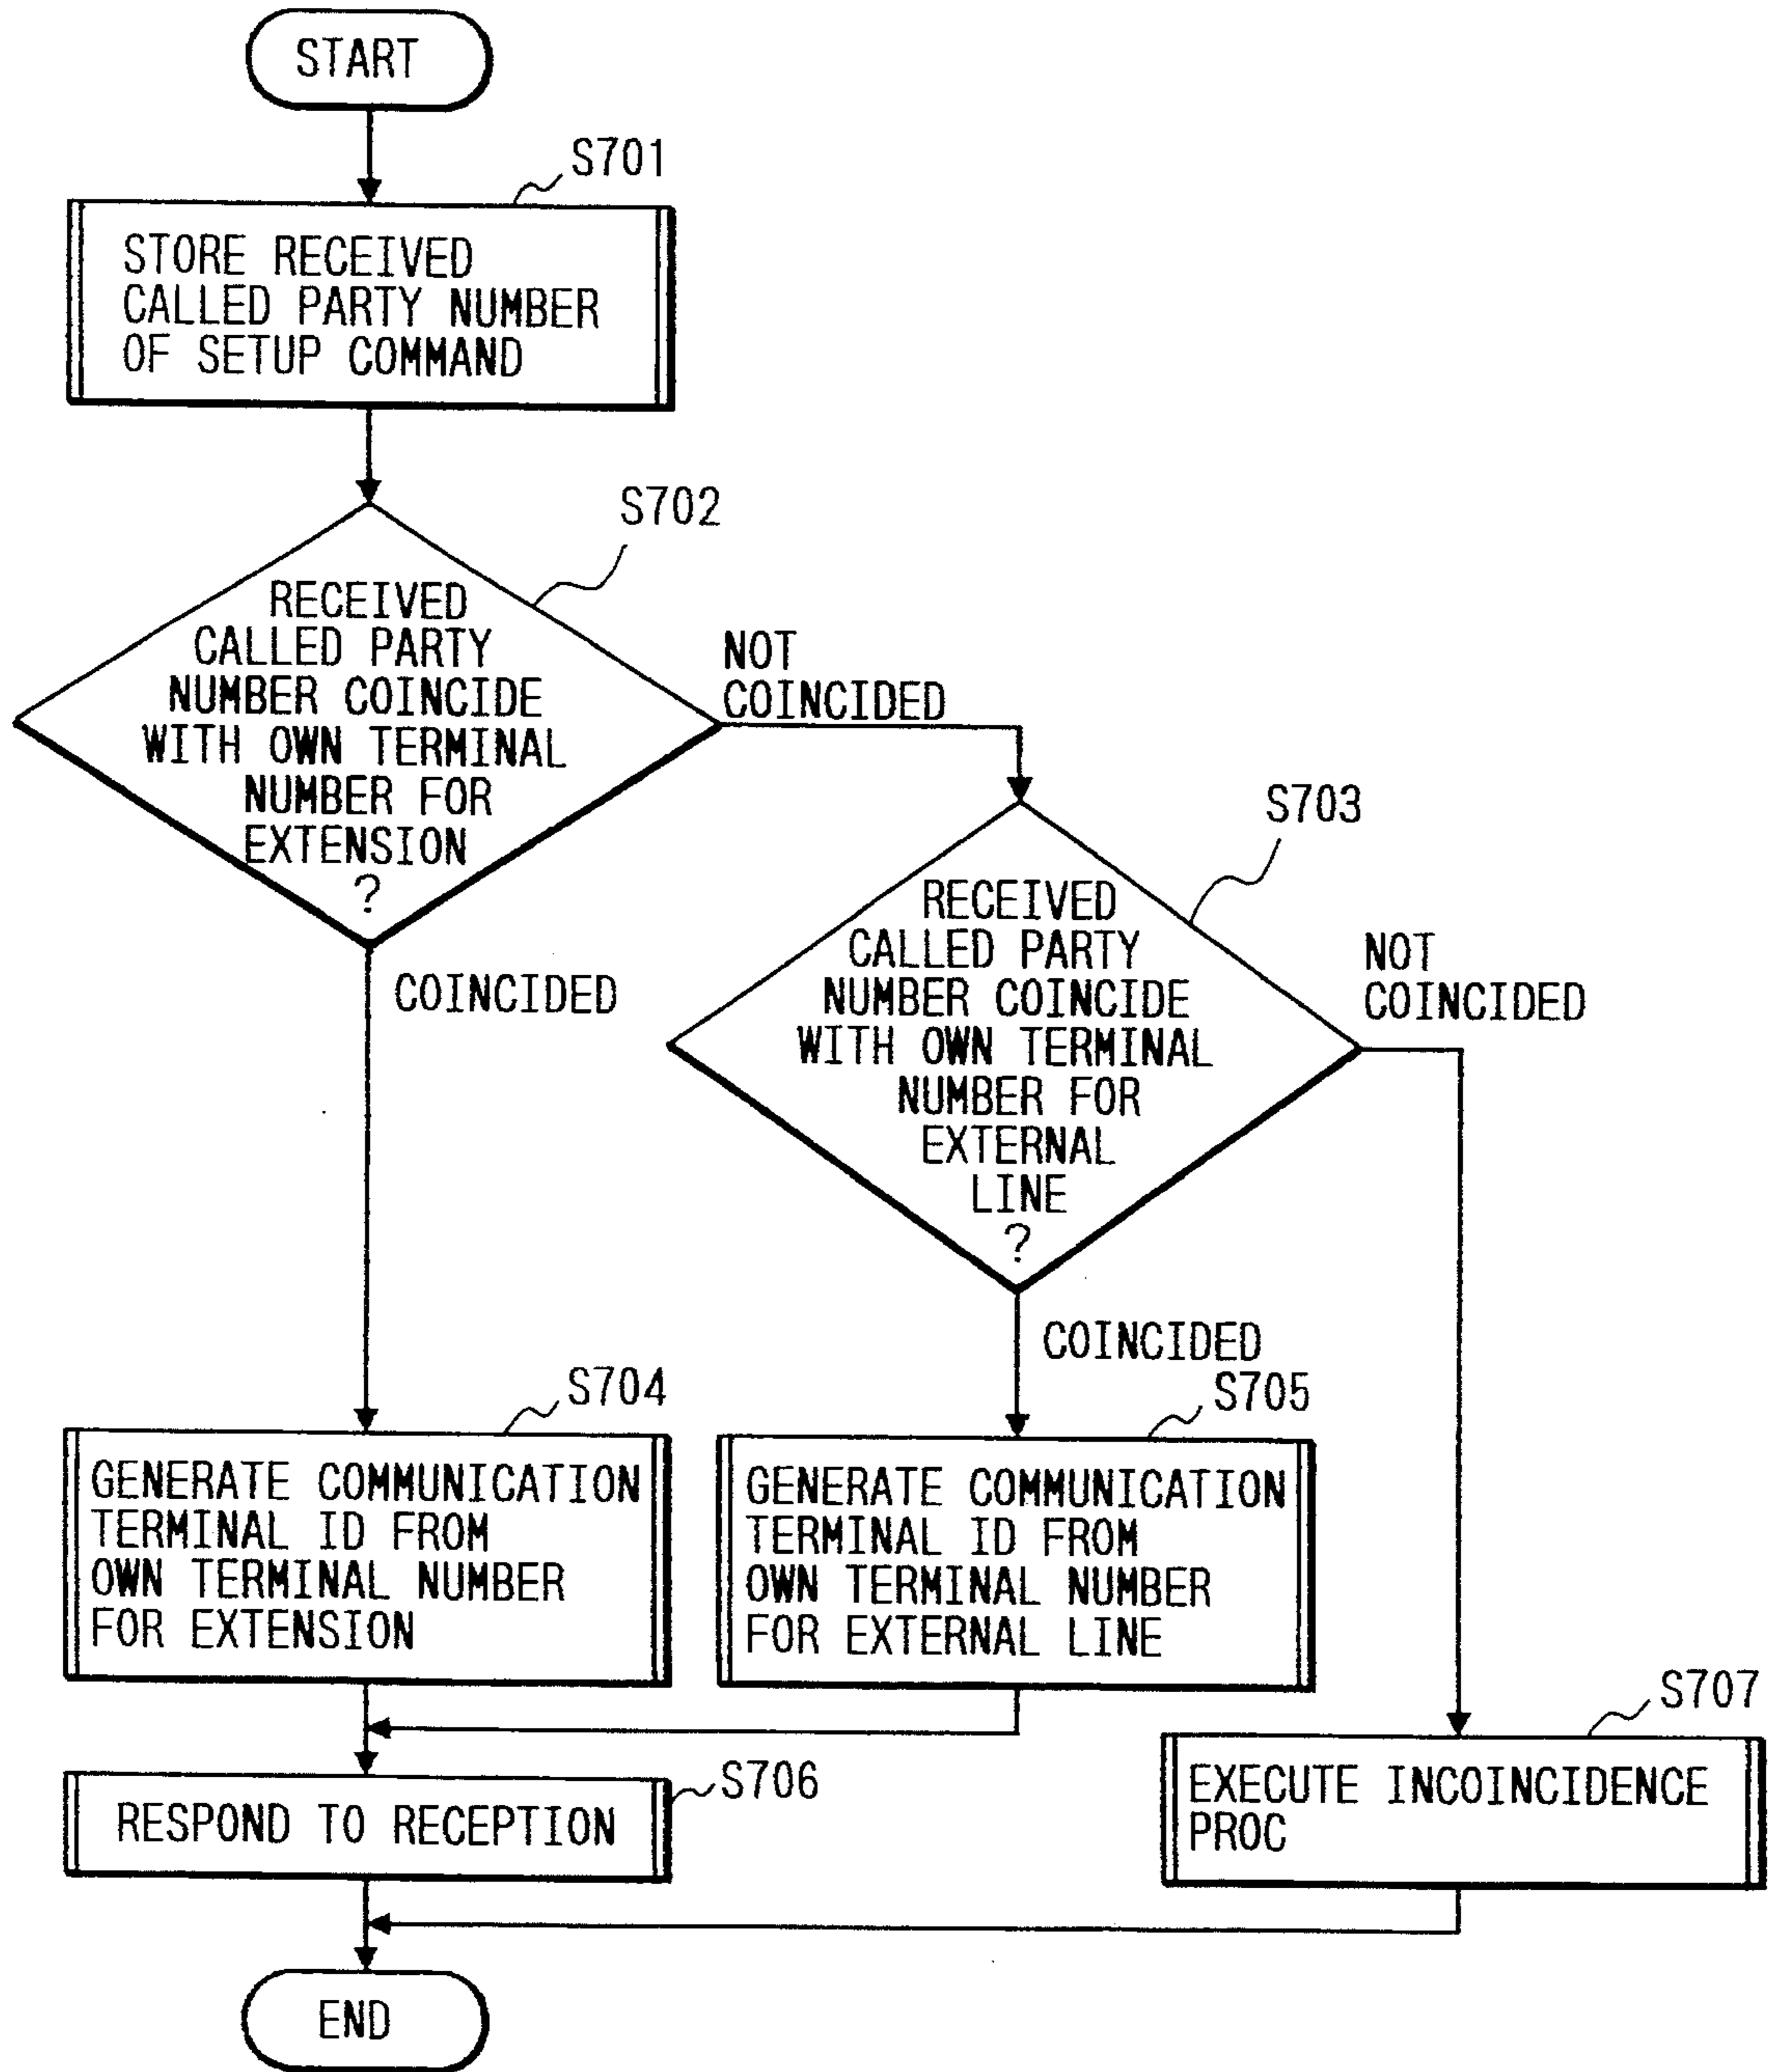 START
S701
STORE RECEIVED
CALLED PARTY NUMBER
OF SETUP COMMAND
S702
RECEIVED
CALLED PARTY
NUMBER COINCIDE
WITH OWN TERMINAL
NUMBER FOR
EXTENSION
?
NOT
COINCIDED
COINCIDED
S703
RECEIVED
CALLED PARTY
NUMBER COINCIDE
WITH OWN TERMINAL
NUMBER FOR
EXTERNAL
LINE
?
NOT
COINCIDED
COINCIDED
S704
GENERATE COMMUNICATION
TERMINAL ID FROM
OWN TERMINAL NUMBER
FOR EXTENSION
S705
GENERATE COMMUNICATION
TERMINAL ID FROM
OWN TERMINAL NUMBER
FOR EXTERNAL LINE
S706
RESPOND TO RECEPTION
S707
EXECUTE INCOINCIDENCE
PROC
END